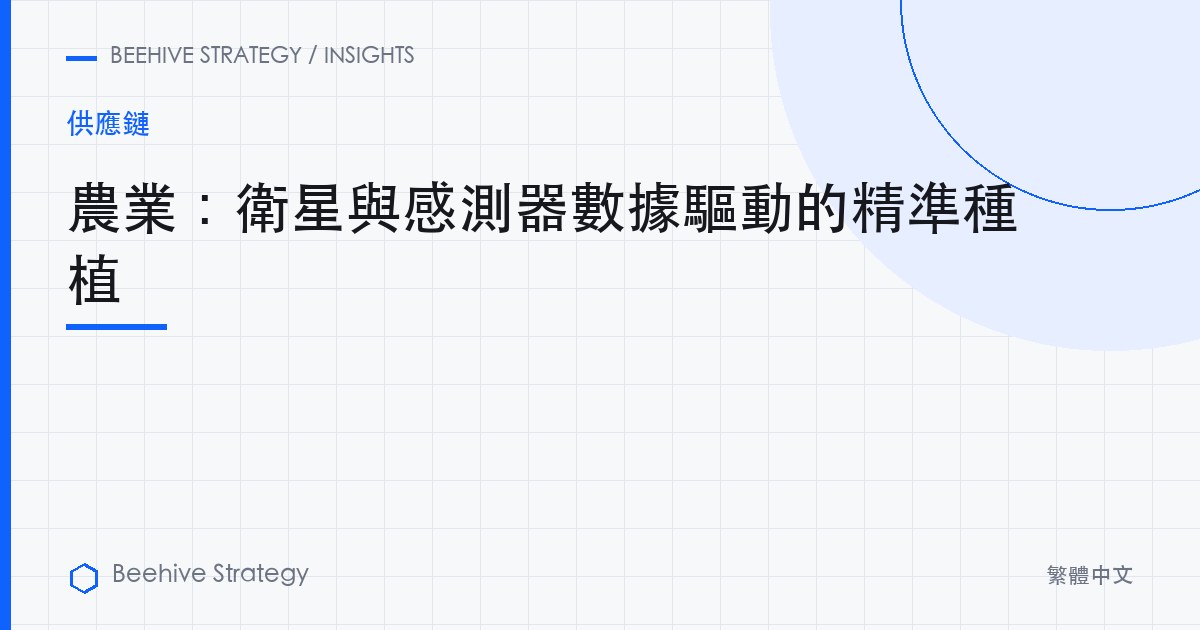 BEEHIVE STRATEGY / INSIGHTS
供應鏈
農業：衛星與感測器數據驅動的精準種
植
Beehive Strategy
繁體中文